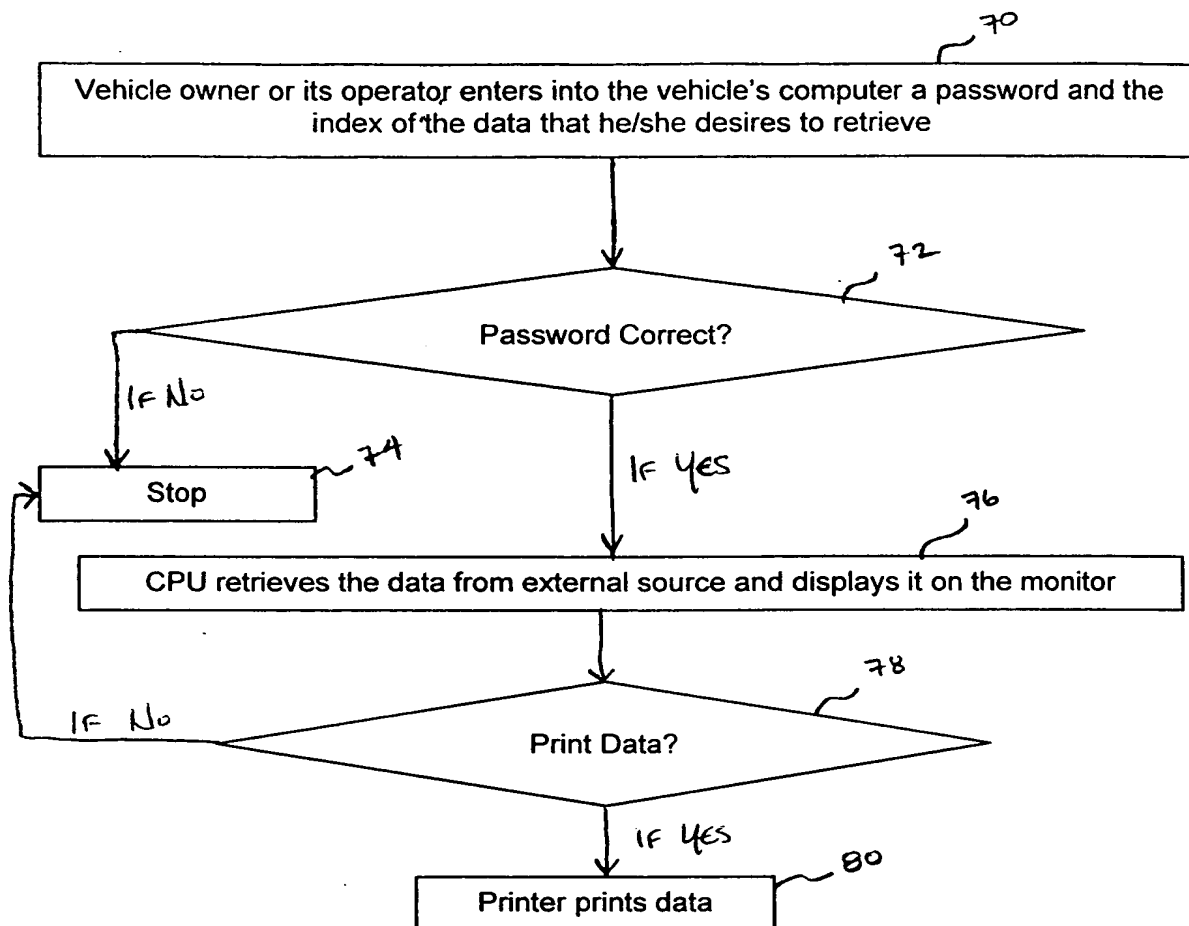 70
Vehicle owner or its operator enters into the vehicle's computer a password and the
index of the data that he/she desires to retrieve
72
Password Correct?
IF NO
74
Stop
IF YES
76
CPU retrieves the data from external source and displays it on the monitor
78
IF No
Print Data?
IF YES
80
Printer prints data